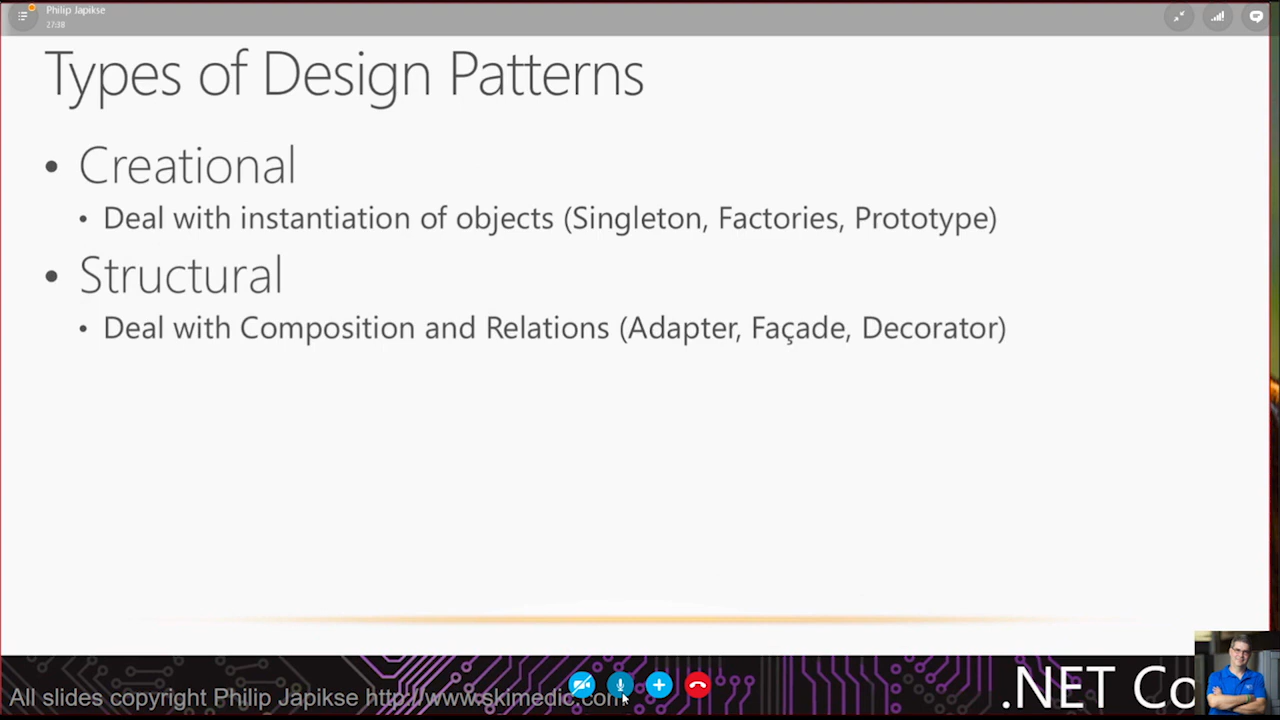 Philip Japikse
27:38
Types of Design Patterns
• Creational
• Deal with instantiation of objects (Singleton, Factories, Prototype)
• Structural
• Deal with Composition and Relations (Adapter, Façade, Decorator)
All slides copyright Philip Japikse http://www.skimedic.com
.NET Co